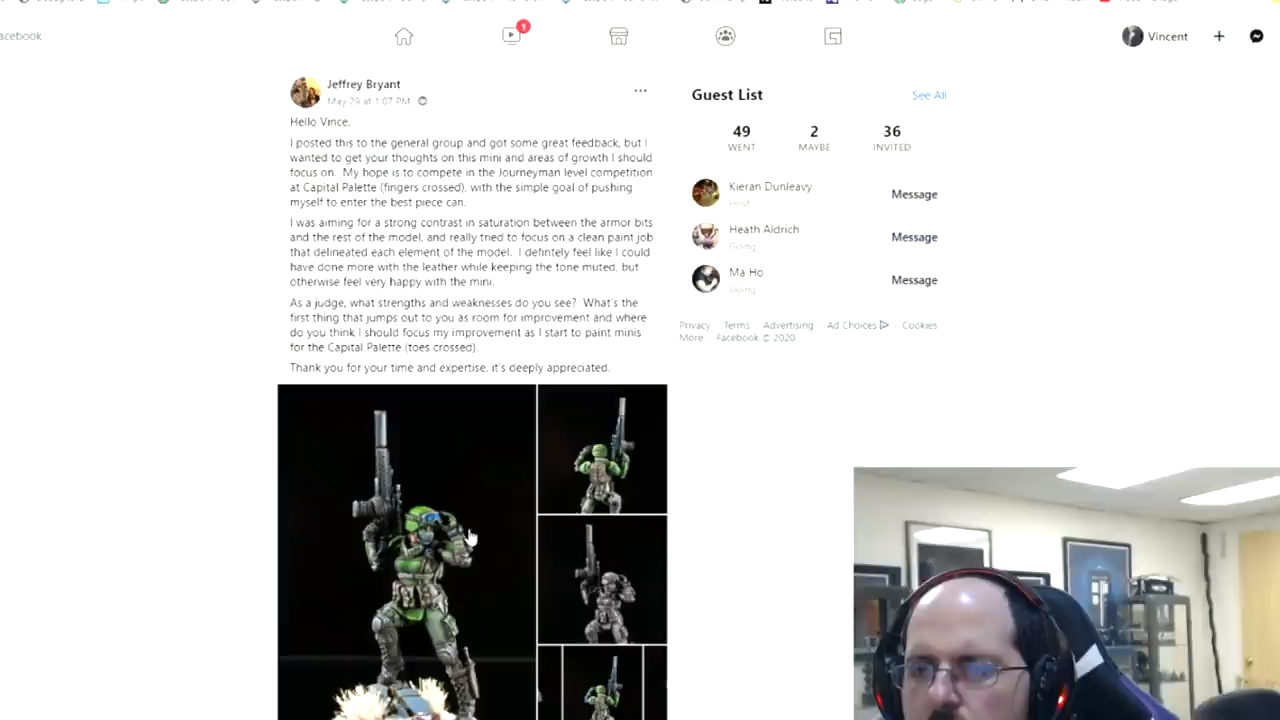 acebook
1
Vincent
Jeffrey Bryant
May 29 at 1:07 PM
Hello Vince,
I posted this to the general group and got some great feedback, but I
wanted to get your thoughts on this mini and areas of growth I should
focus on. My hope is to compete in the Journeyman level competition
at Capital Palette (fingers crossed), with the simple goal of pushing
myself to enter the best piece can.
I was aiming for a strong contrast in saturation between the armor bits
and the rest of the model, and really tried to focus on a clean paint job
that delineated each element of the model. I defintely feel like I could
have done more with the leather while keeping the tone muted, but
otherwise feel very happy with the mini.
As a judge, what strengths and weaknesses do you see? What's the
first thing that jumps out to you as room for improvement and where
do you think I should focus my improvement as I start to paint minis
for the Capital Palette (toes crossed).
Thank you for your time and expertise, it's deeply appreciated.
Guest List
See All
49 2 36
WENT MAYBE INVITED
Kieran Dunleavy
Host
Message
Heath Aldrich
Going
Message
Ma Ho
Going
Message
Privacy · Terms · Advertising · Ad Choices · Cookies
More · Facebook © 2020